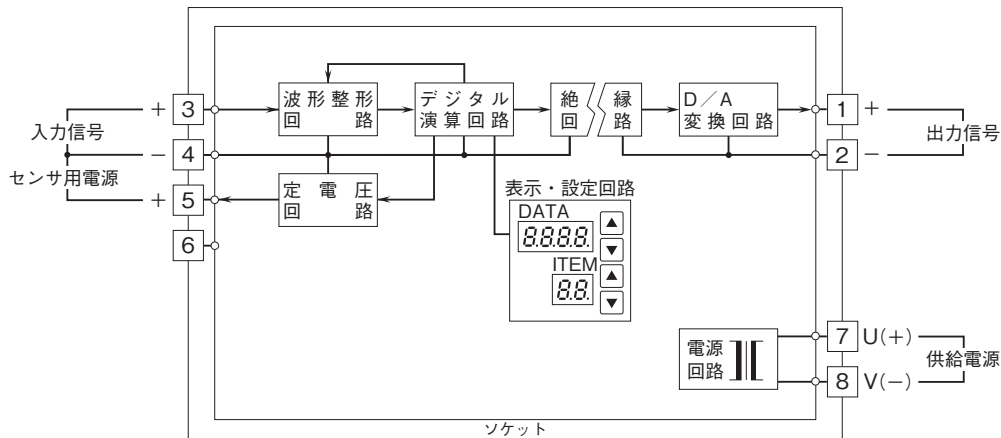 入力信号
センサ用電源
+ 3
− 4
+ 5
6
波形整形
回路
デジタル
演算回路
絶縁
回路
D／A
変換回路
1 +
2 −
出力信号
定電圧
回路
表示・設定回路
DATA
8.8.8.8.
▲
▼
ITEM
8.8.
▲
▼
電源
回路
7 U(+)
8 V(−)
供給電源
ソケット